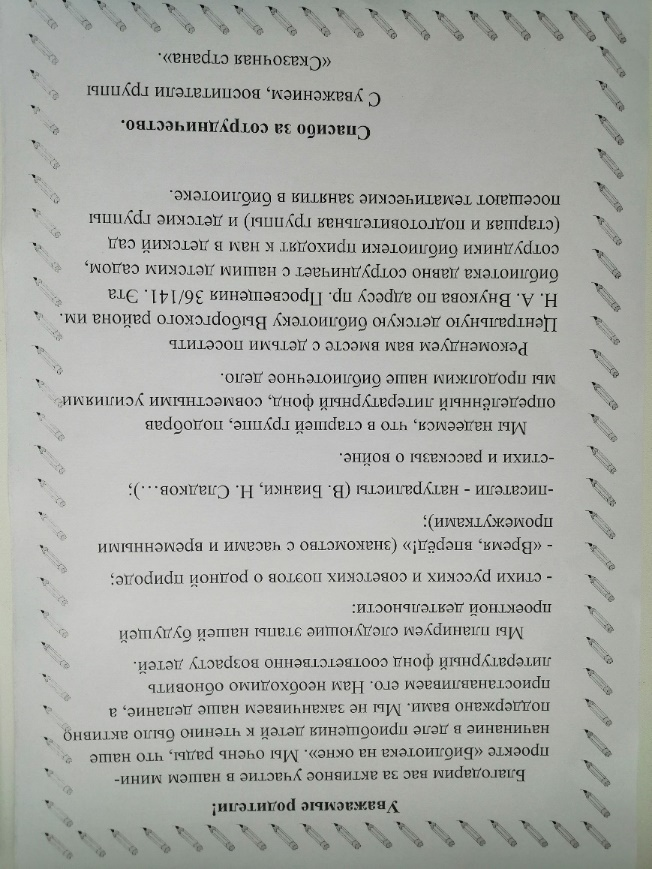 Уважаемые родители!
Благодарим вас за активное участие в нашем мини-
проекте «Библиотека на окне». Мы очень рады, что наше
начинание в деле приобщения детей к чтению было активно
поддержано вами. Мы не заканчиваем наше делание, а
приостанавливаем его. Нам необходимо обновить
литературный фонд соответственно возрасту детей.
Мы планируем следующие этапы нашей будущей
проектной деятельности:
- стихи русских и советских поэтов о родной природе;
- «Время, вперёд!» (знакомство с часами и временными
промежутками);
-писатели - натуралисты (В. Бианки, Н. Сладков…);
-стихи и рассказы о войне.
Мы надеемся, что в старшей группе, подобрав
определённый литературный фонд, совместными усилиями
мы продолжим наше библиотечное дело.
Рекомендуем вам вместе с детьми посетить
Центральную детскую библиотеку Выборгского района им.
Н. А. Внукова по адресу пр. Просвещения 36/141. Эта
библиотека давно сотрудничает с нашим детским садом,
сотрудники библиотеки приходят к нам в детский сад
(старшая и подготовительная группы) и детские группы
посещают тематические занятия в библиотеке.
Спасибо за сотрудничество.
С уважением, воспитатели группы
«Сказочная страна».